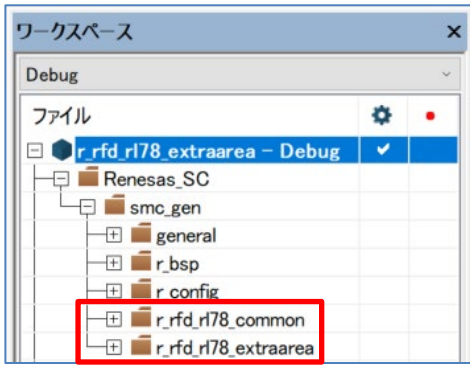 ワークスペース
Debug
ファイル
r_rfd_rl78_extraarea – Debug
Renesas_SC
smc_gen
general
r_bsp
r_config
r_rfd_rl78_common
r_rfd_rl78_extraarea